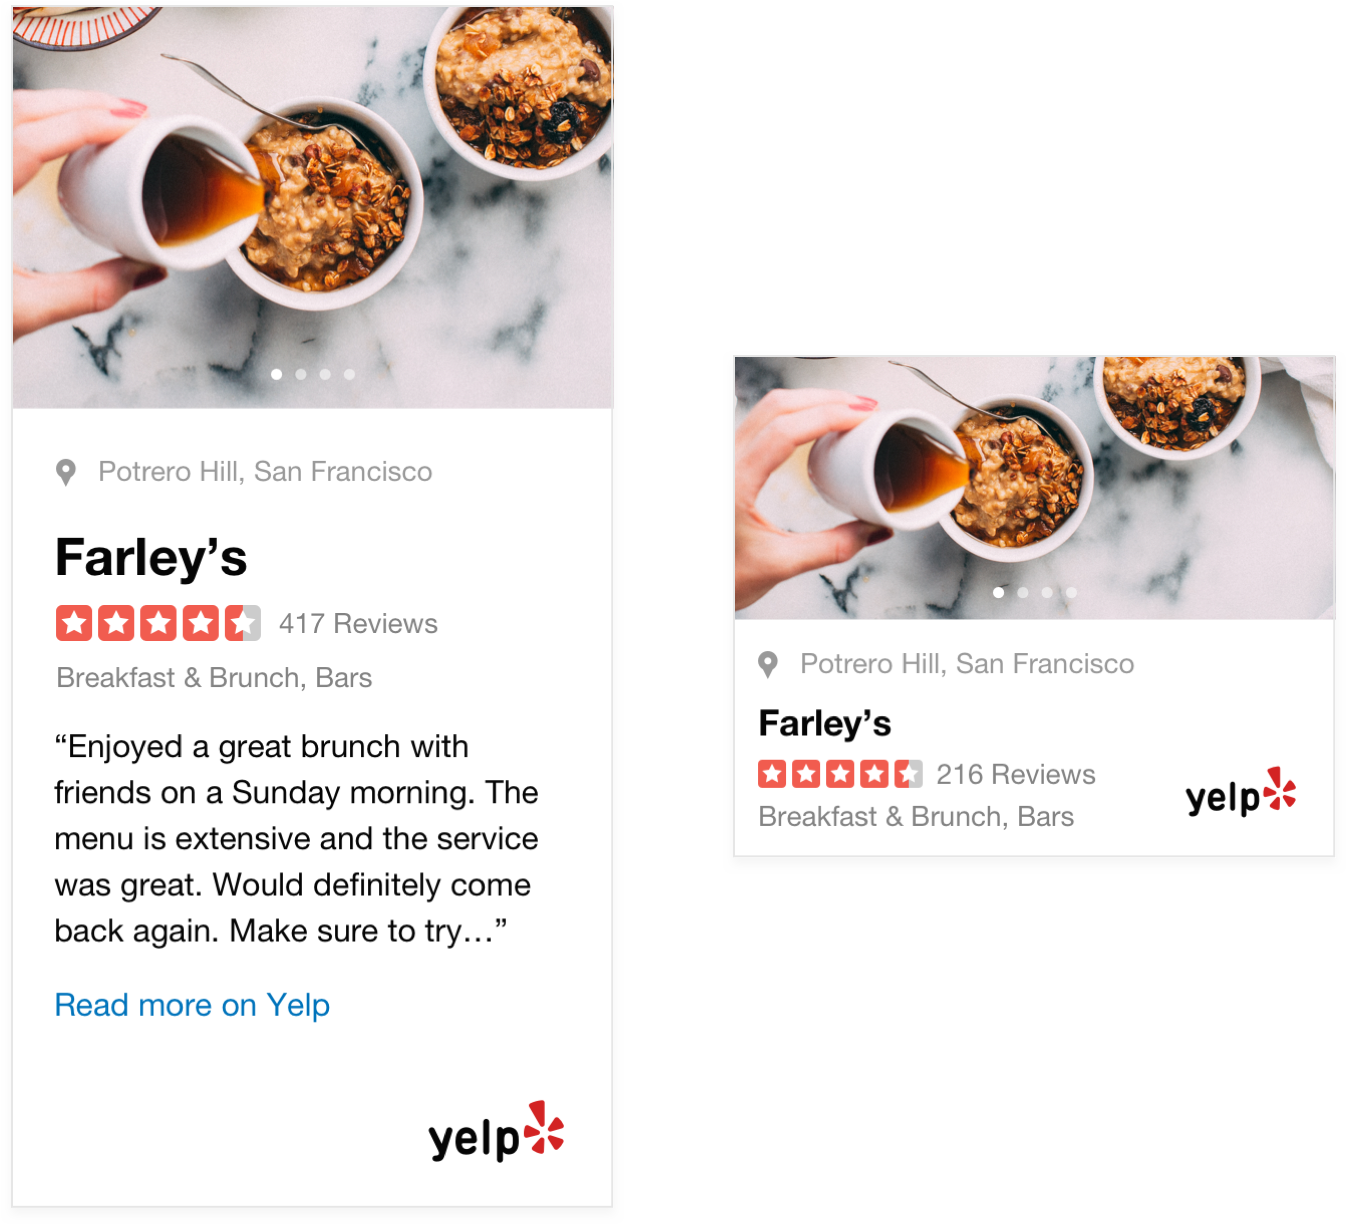 Potrero Hill, San Francisco
Farley’s
417 Reviews
Breakfast & Brunch, Bars
“Enjoyed a great brunch with
friends on a Sunday morning. The
menu is extensive and the service
was great. Would definitely come
back again. Make sure to try…”
Read more on Yelp
yelp
Potrero Hill, San Francisco
Farley’s
216 Reviews
Breakfast & Brunch, Bars
yelp